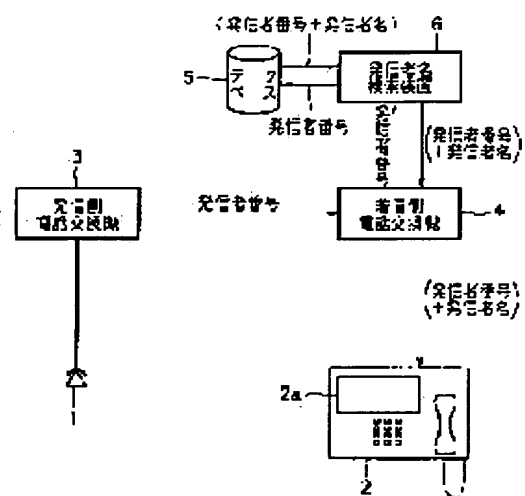 (発信者番号+発信者名)
6
発信者名
検索装置
5
デ
ベ
タ
ス
発信者番号
発信者番号
(発信者番号
+発信者名)
3
発信側
電話交換機
発信者番号
着信側
電話交換機
4
(発信者番号
+発信者名)
1
2a
2